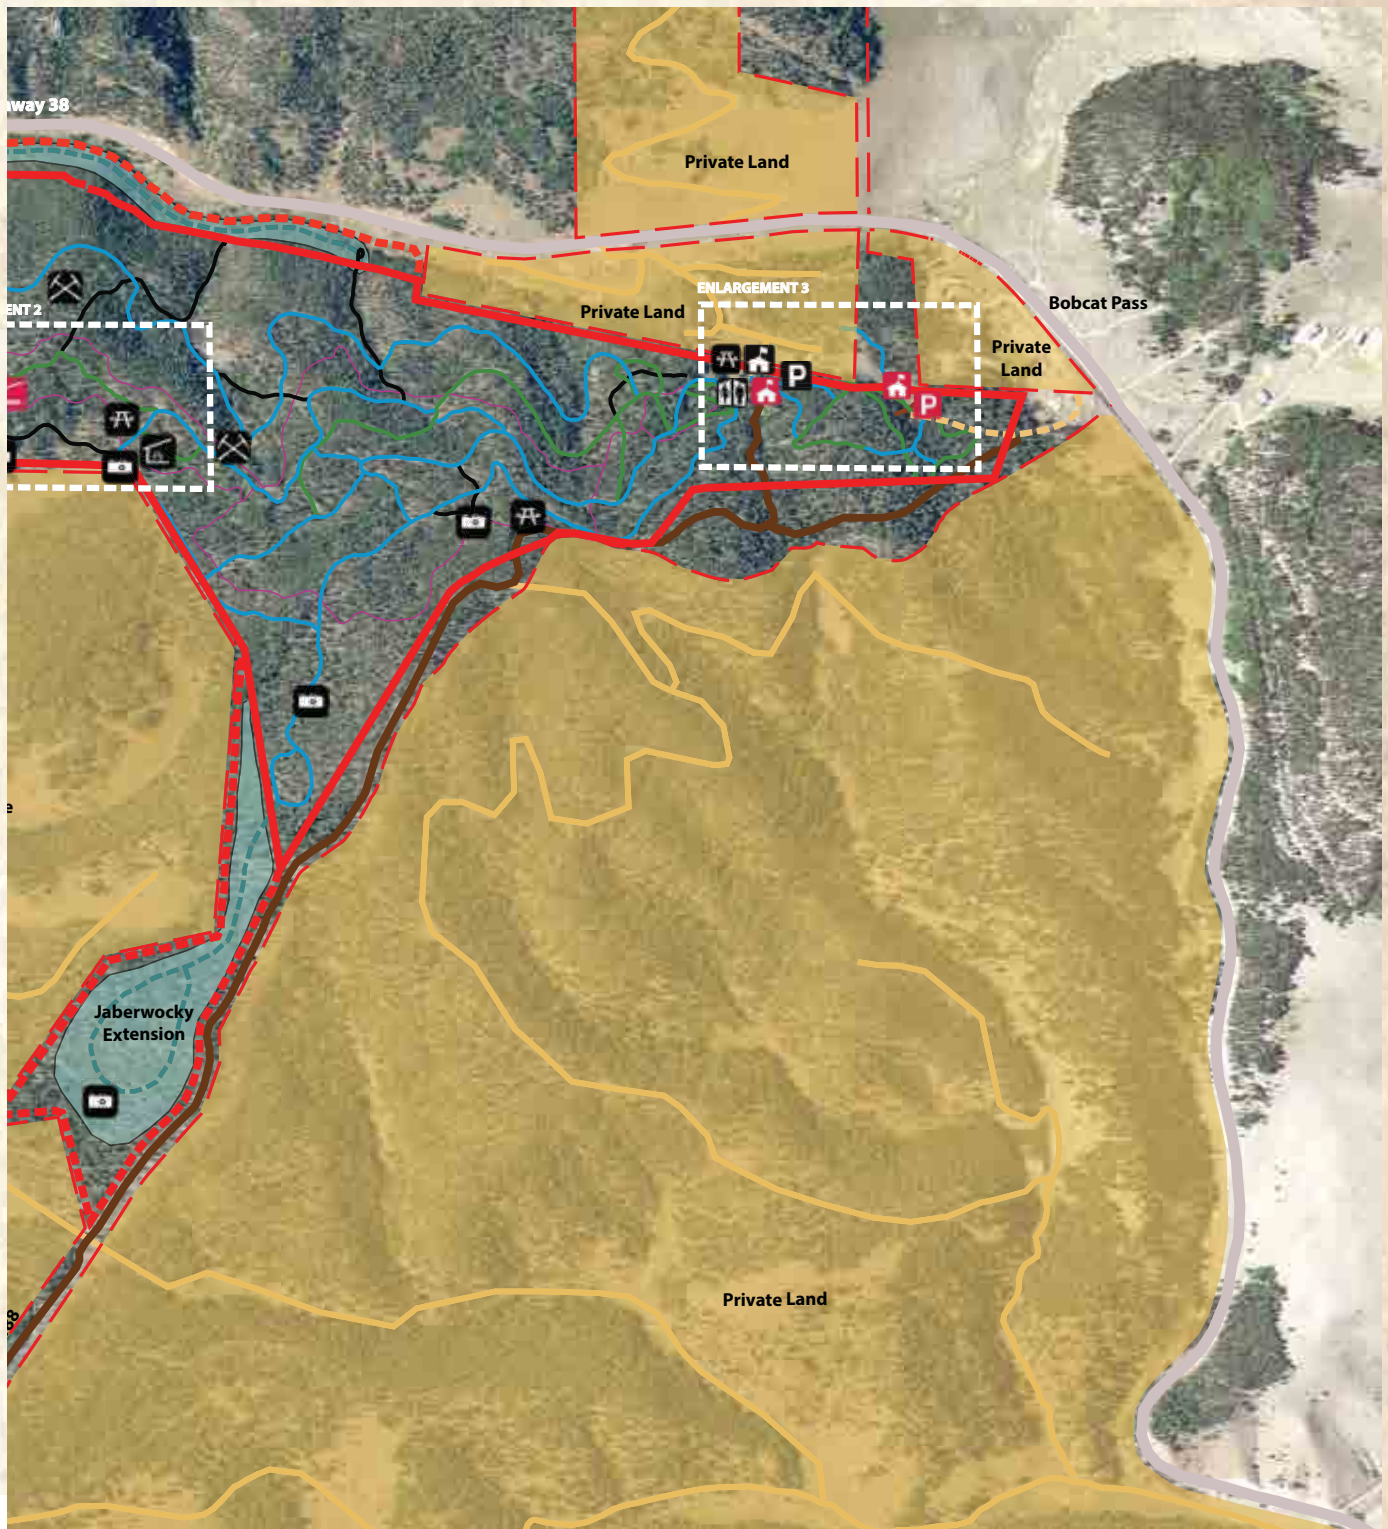 way 38
Private Land
ENLARGEMENT 3
Private Land
Bobcat Pass
ENT 2
Private
Land
P
P
Jaberwocky
Extension
Private Land